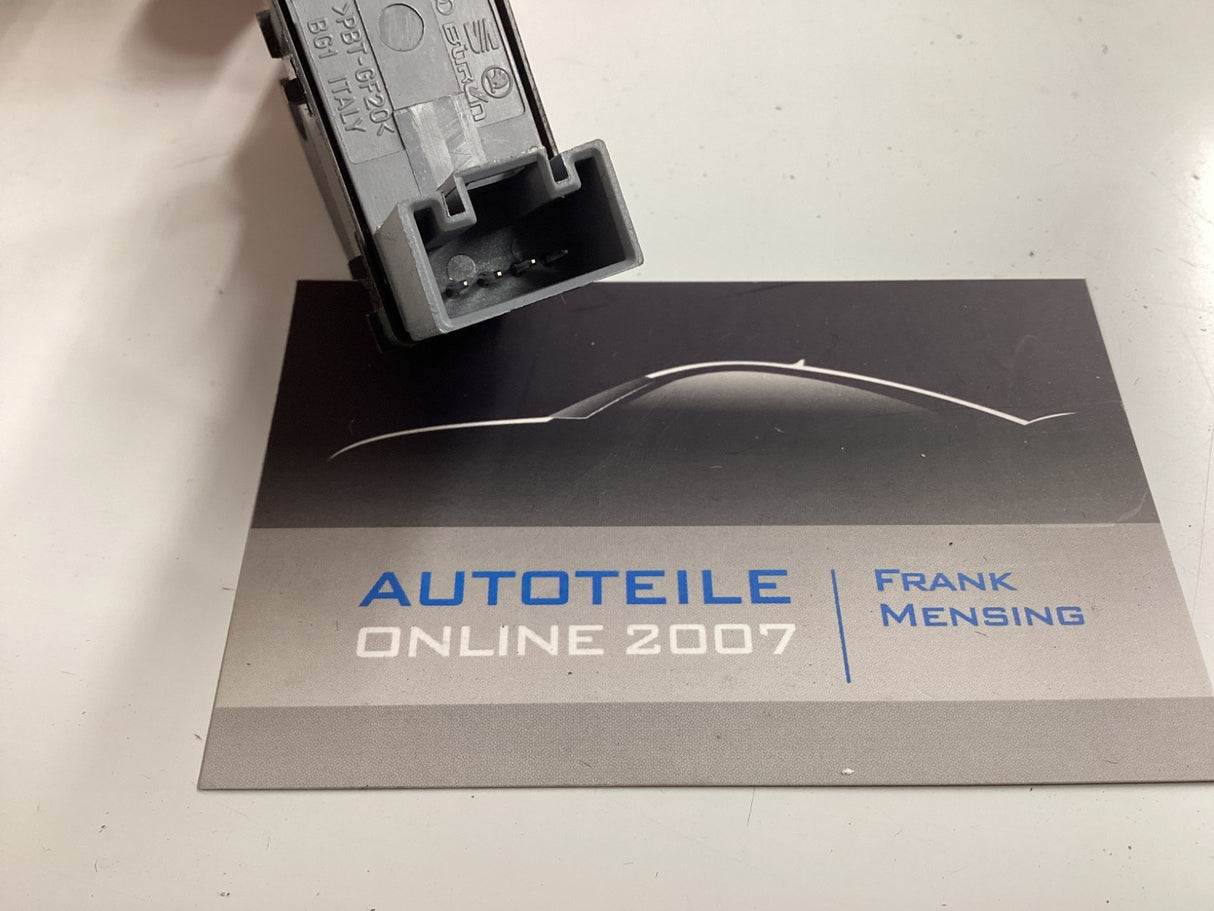 >PBT-GF20<
BG1 ITALY
AUTOTEILE
ONLINE 2007
FRANK
MENSING